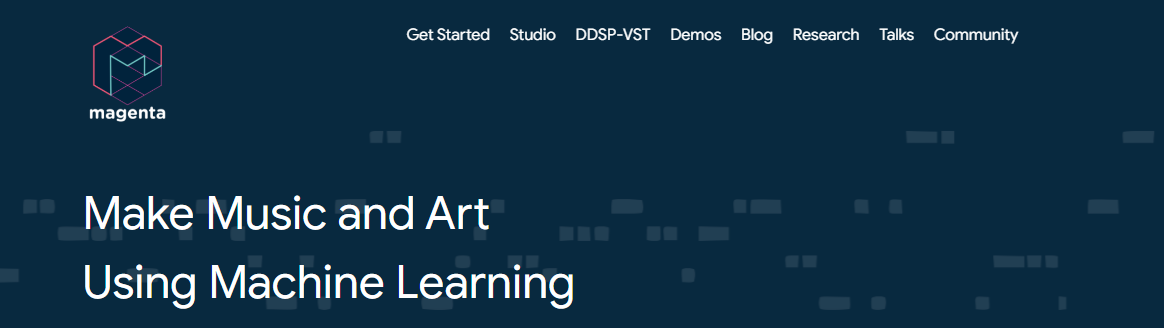 Get Started Studio DDSP-VST Demos Blog Research Talks Community
magenta
Make Music and Art
Using Machine Learning